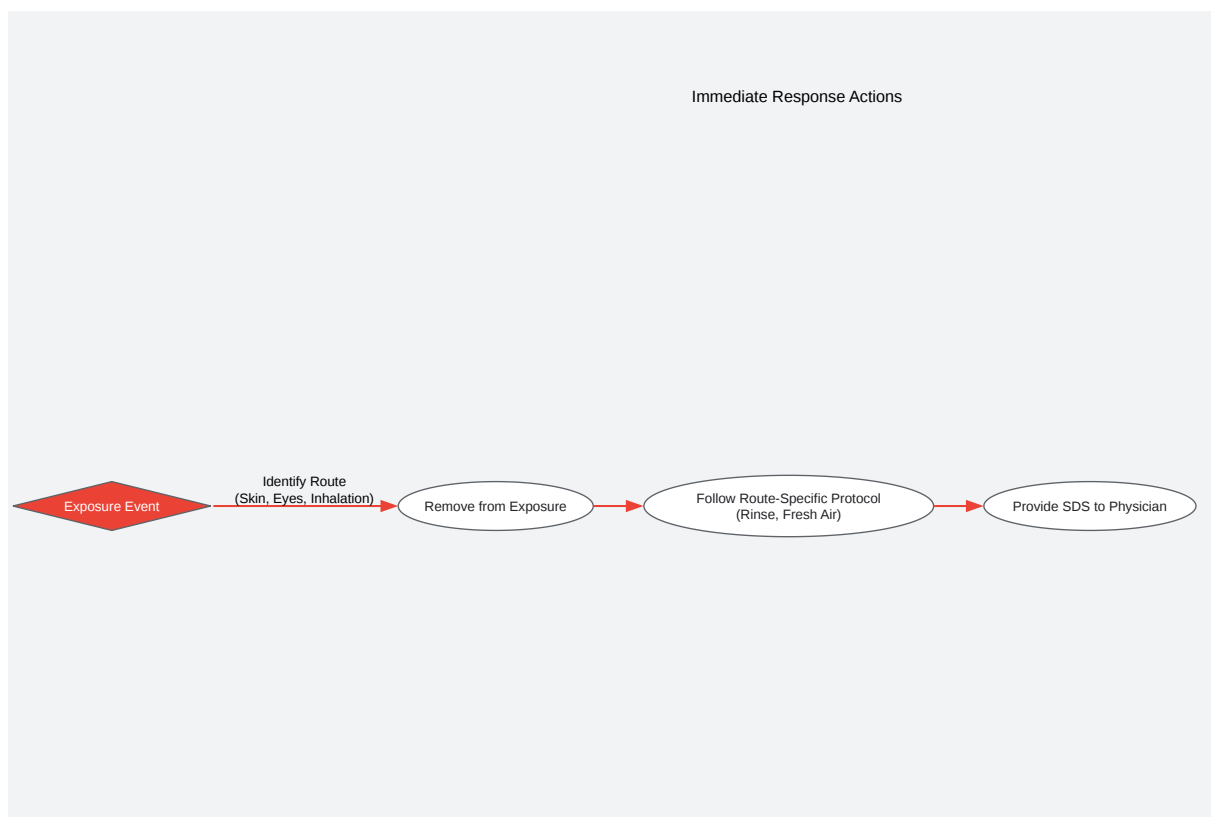 Immediate Response Actions
Exposure Event
Identify Route
(Skin, Eyes, Inhalation)
Remove from Exposure
Follow Route-Specific Protocol
(Rinse, Fresh Air)
Provide SDS to Physician